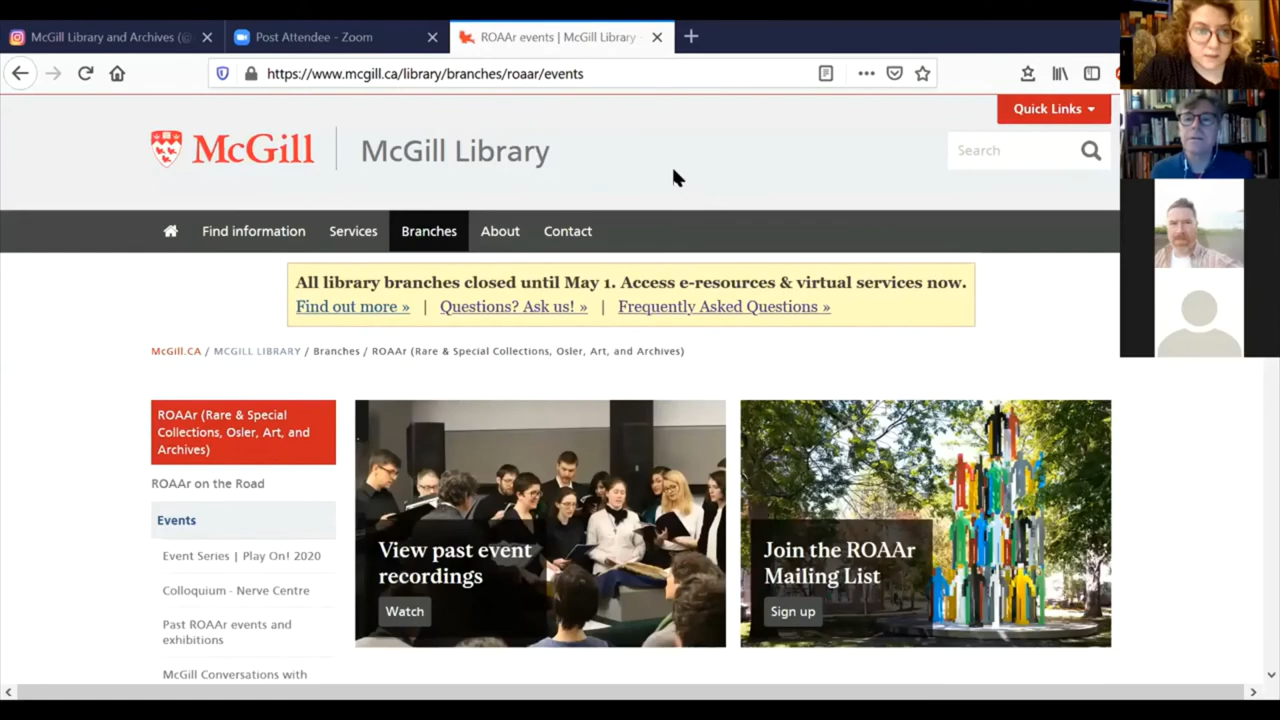 McGill Library and Archives (@
Post Attendee - Zoom
ROAAr events | McGill Library
https://www.mcgill.ca/library/branches/roaar/events
Quick Links
McGill
McGill Library
Search
Find information
Services
Branches
About
Contact
All library branches closed until May 1. Access e-resources & virtual services now.
Find out more » | Questions? Ask us! » | Frequently Asked Questions »
McGill.CA / MCGILL LIBRARY / Branches / ROAAr (Rare & Special Collections, Osler, Art, and Archives)
ROAAr (Rare & Special
Collections, Osler, Art, and
Archives)
ROAAr on the Road
Events
Event Series | Play On! 2020
Colloquium - Nerve Centre
Past ROAAr events and
exhibitions
McGill Conversations with
View past event
recordings
Watch
Join the ROAAr
Mailing List
Sign up